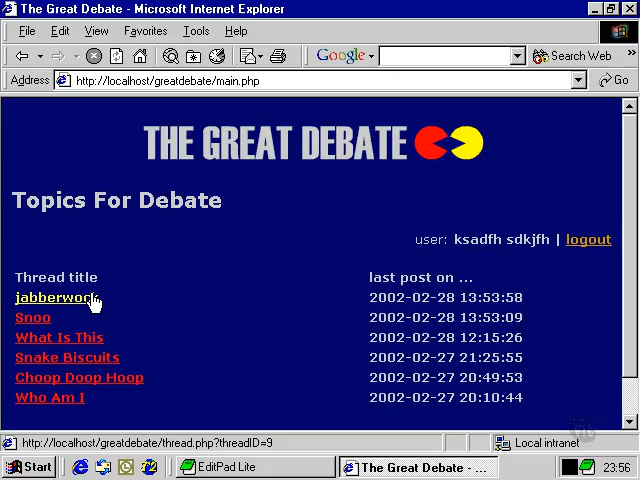 The Great Debate - Microsoft Internet Explorer
File Edit View Favorites Tools Help
Google Search Web
Address http://localhost/greatdebate/main.php Go
THE GREAT DEBATE
Topics For Debate
user: ksadfh sdkjfh | logout
Thread title last post on ...
jabberwock 2002-02-28 13:53:58
Snoo 2002-02-28 13:53:09
What Is This 2002-02-28 12:15:26
Snake Biscuits 2002-02-27 21:25:55
Choop Doop Hoop 2002-02-27 20:49:53
Who Am I 2002-02-27 20:10:44
http://localhost/greatdebate/thread.php?threadID=9 Local intranet
Start EditPad Lite The Great Debate - ... 23:56